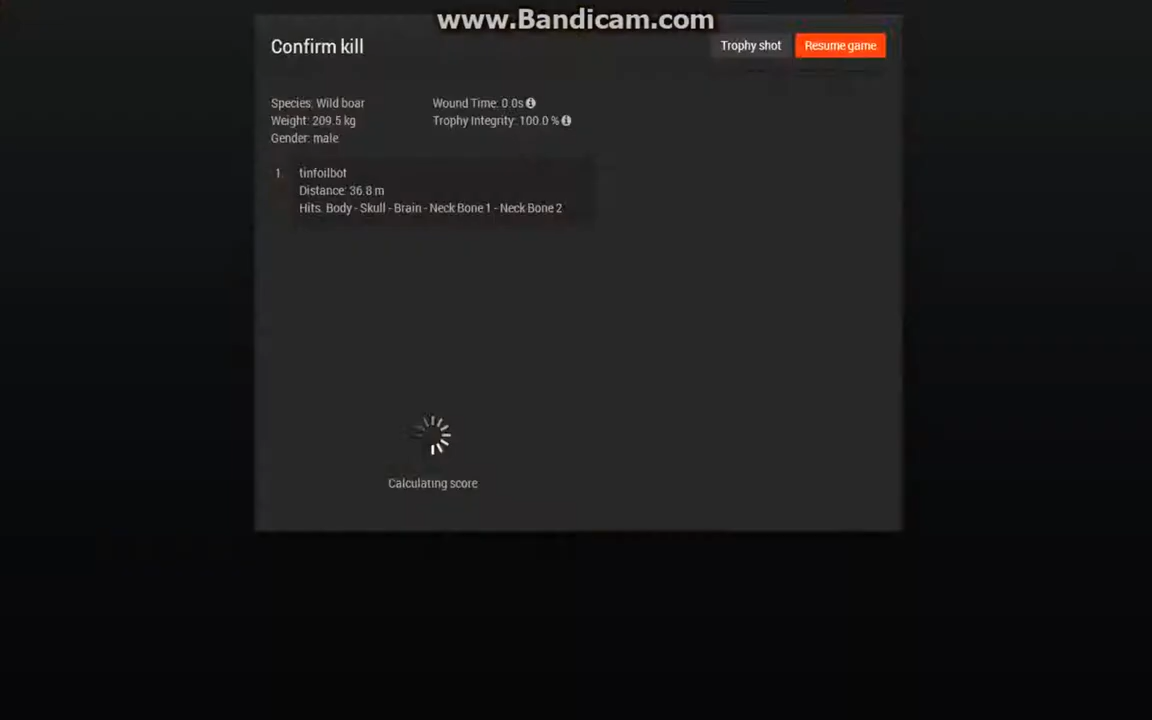 www.Bandicam.com
Confirm kill
Trophy shot
Resume game
Species: Wild boar
Wound Time: 0.0s
Weight: 209.5 kg
Trophy Integrity: 100.0 %
Gender: male
1. tinfoilbot
Distance: 36.8 m
Hits: Body - Skull - Brain - Neck Bone 1 - Neck Bone 2
Calculating score